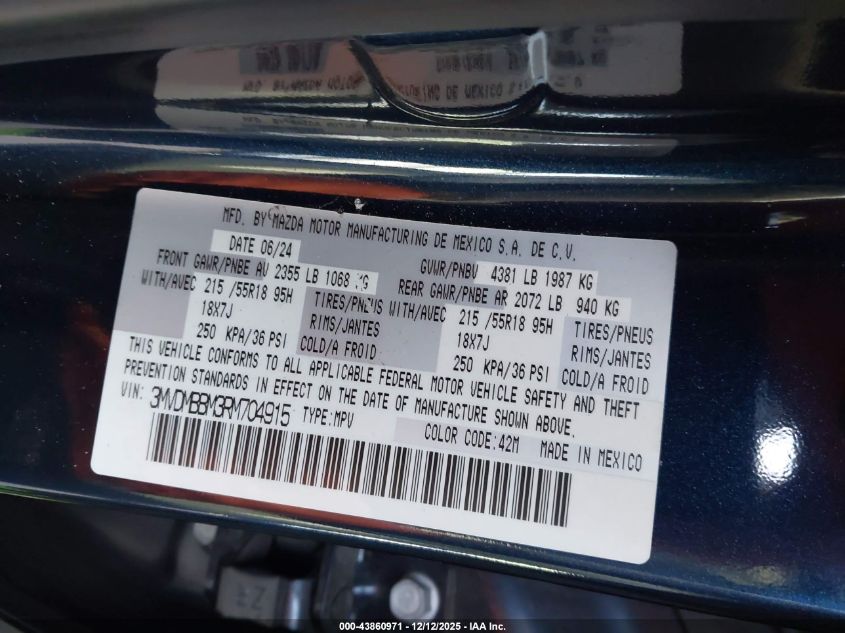 MFD. BY MAZDA MOTOR MANUFACTURING DE MEXICO S.A. DE C.V.
DATE 06/24 GVWR/PNBV 4381 LB 1987 KG
FRONT GAWR/PNBE AV 2355 LB 1068 KG REAR GAWR/PNBE AR 2072 LB 940 KG
WITH/AVEC 215 /55R18 95H TIRES/PNEUS WITH/AVEC 215 /55R18 95H TIRES/PNEUS
18X7J RIMS/JANTES 18X7J RIMS/JANTES
250 KPA/36 PSI COLD/A FROID 250 KPA/36 PSI COLD/A FROID
THIS VEHICLE CONFORMS TO ALL APPLICABLE FEDERAL MOTOR VEHICLE SAFETY AND THEFT
PREVENTION STANDARDS IN EFFECT ON THE DATE OF MANUFACTURE SHOWN ABOVE.
VIN: 3MVDMBBM3RM704915 TYPE:MPV
COLOR CODE:42M MADE IN MEXICO
000-43860971 - 12/12/2025 - IAA Inc.